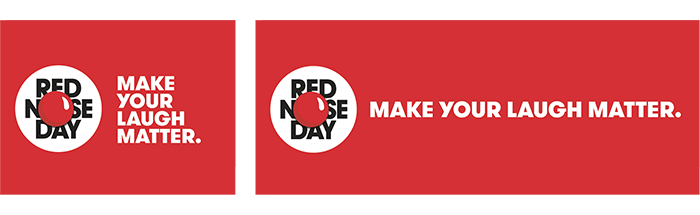 RED
NOSE
DAY
MAKE
YOUR
LAUGH
MATTER.
RED
NOSE
DAY
MAKE YOUR LAUGH MATTER.